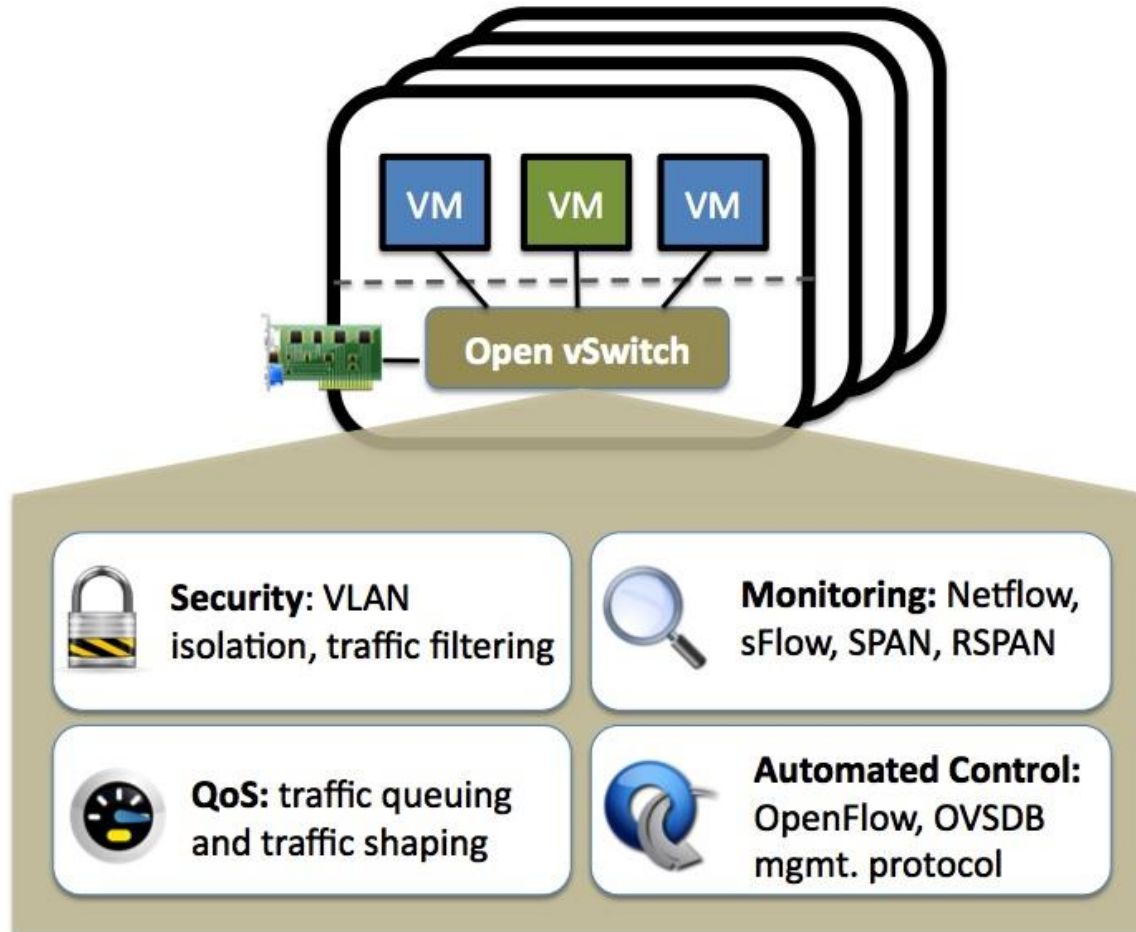 VM VM VM
Open vSwitch
Security: VLAN
isolation, traffic filtering
Monitoring: Netflow,
sFlow, SPAN, RSPAN
QoS: traffic queuing
and traffic shaping
Automated Control:
OpenFlow, OVSDB
mgmt. protocol